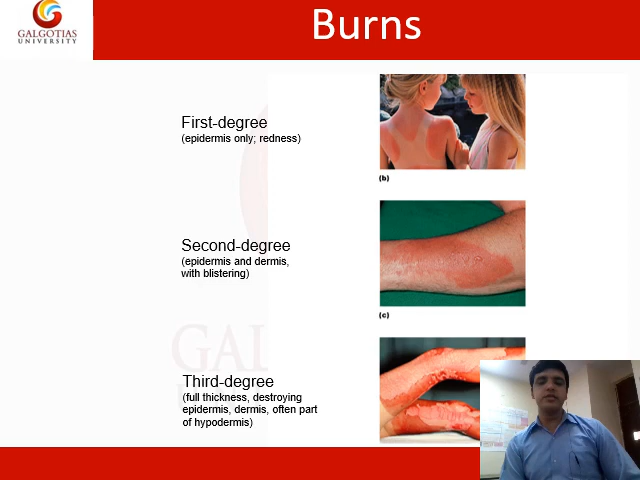 GALGOTIAS
UNIVERSITY
Burns
First-degree
(epidermis only; redness)
(b)
Second-degree
(epidermis and dermis,
with blistering)
(c)
Third-degree
(full thickness, destroying
epidermis, dermis, often part
of hypodermis)